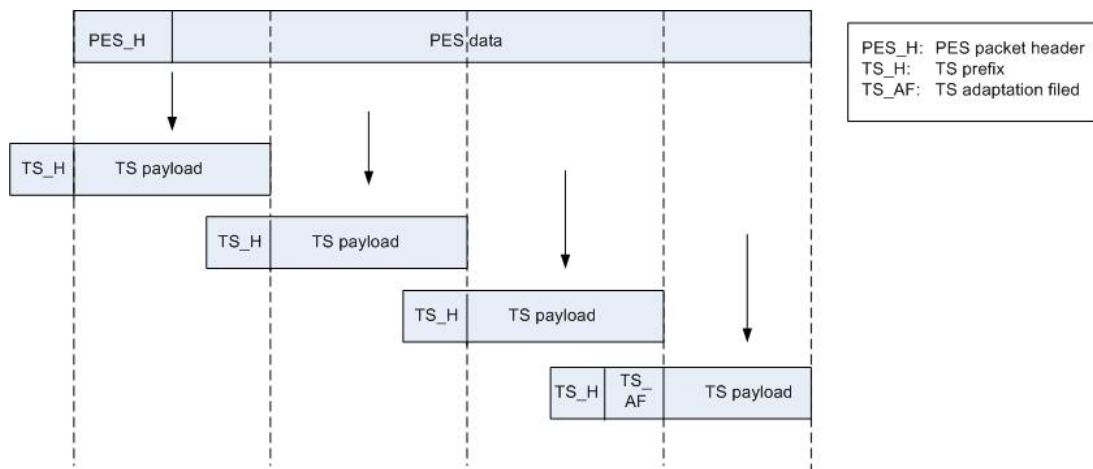 PES_H
PES data
PES_H: PES packet header
TS_H: TS prefix
TS_AF: TS adaptation filed
TS_H
TS payload
TS_H
TS payload
TS_H
TS payload
TS_H
TS_
AF
TS payload